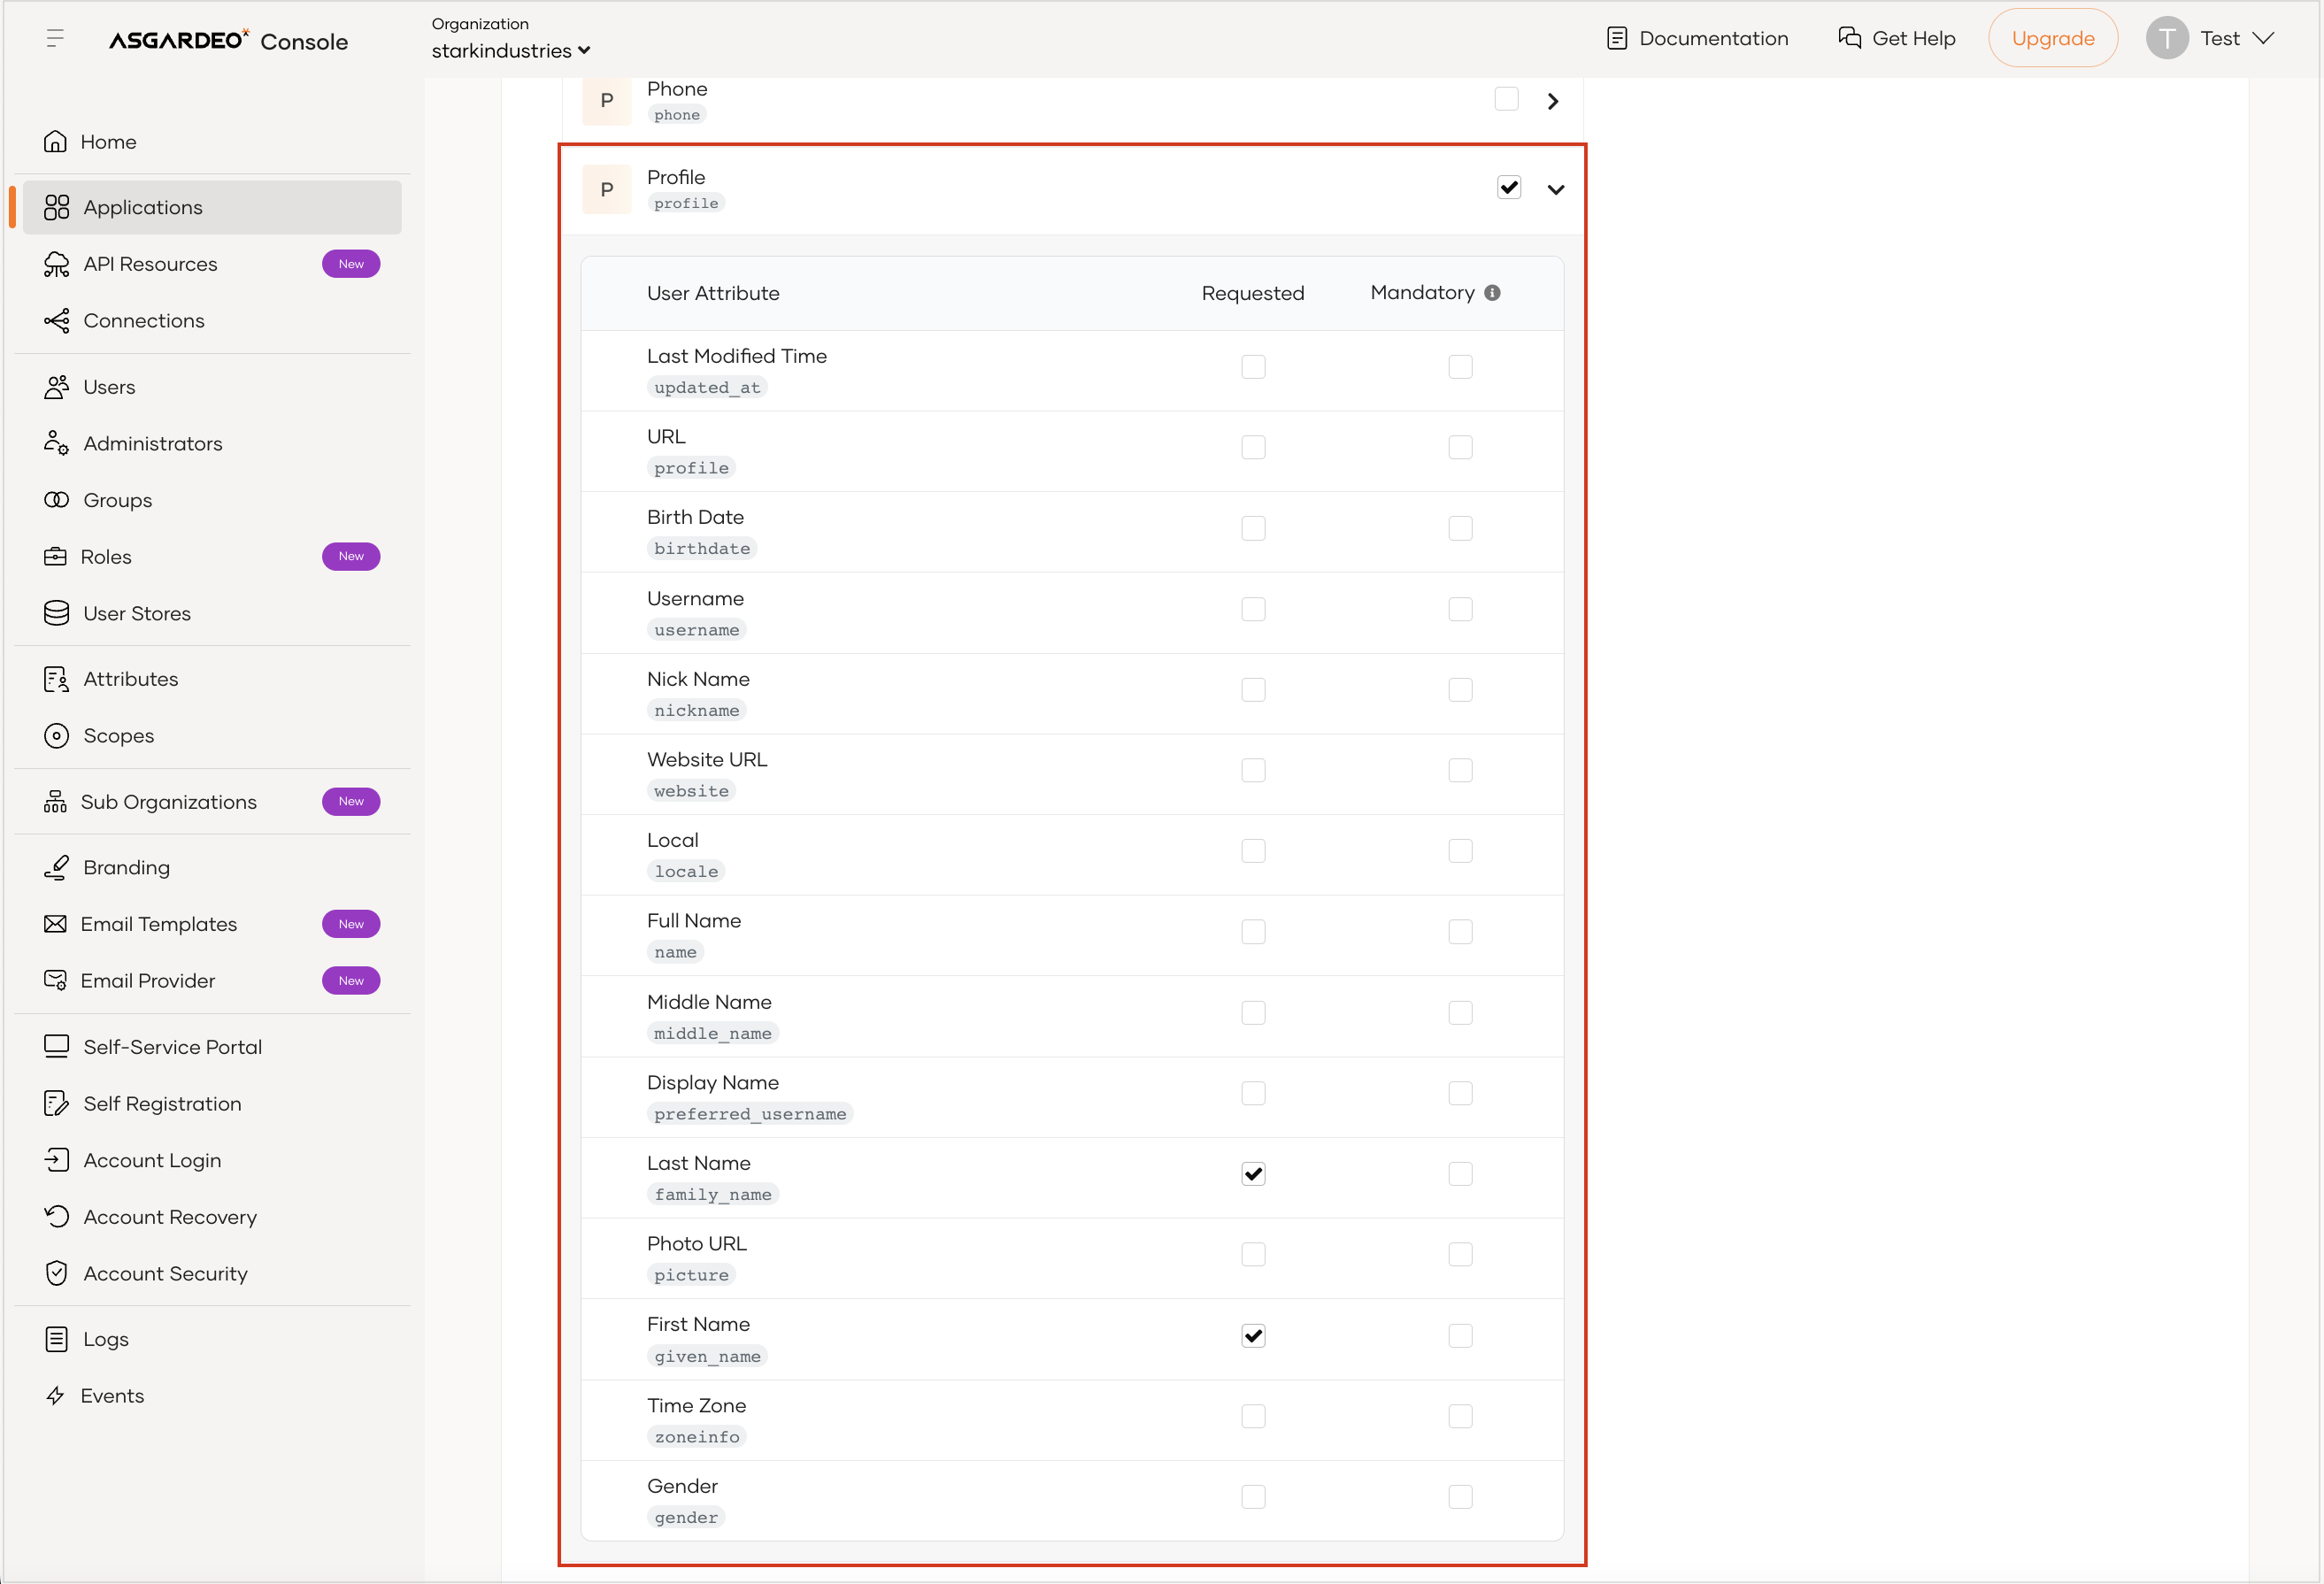 ASGARDEO Console
Organization
starkindustries
Documentation
Get Help
Upgrade
T
Test
Home
Applications
API Resources New
Connections
Users
Administrators
Groups
Roles New
User Stores
Attributes
Scopes
Sub Organizations New
Branding
Email Templates New
Email Provider New
Self-Service Portal
Self Registration
Account Login
Account Recovery
Account Security
Logs
Events
P
Phone
phone
P
Profile
profile
User Attribute Requested Mandatory
Last Modified Time
updated_at
URL
profile
Birth Date
birthdate
Username
username
Nick Name
nickname
Website URL
website
Local
locale
Full Name
name
Middle Name
middle_name
Display Name
preferred_username
Last Name
family_name
Photo URL
picture
First Name
given_name
Time Zone
zoneinfo
Gender
gender